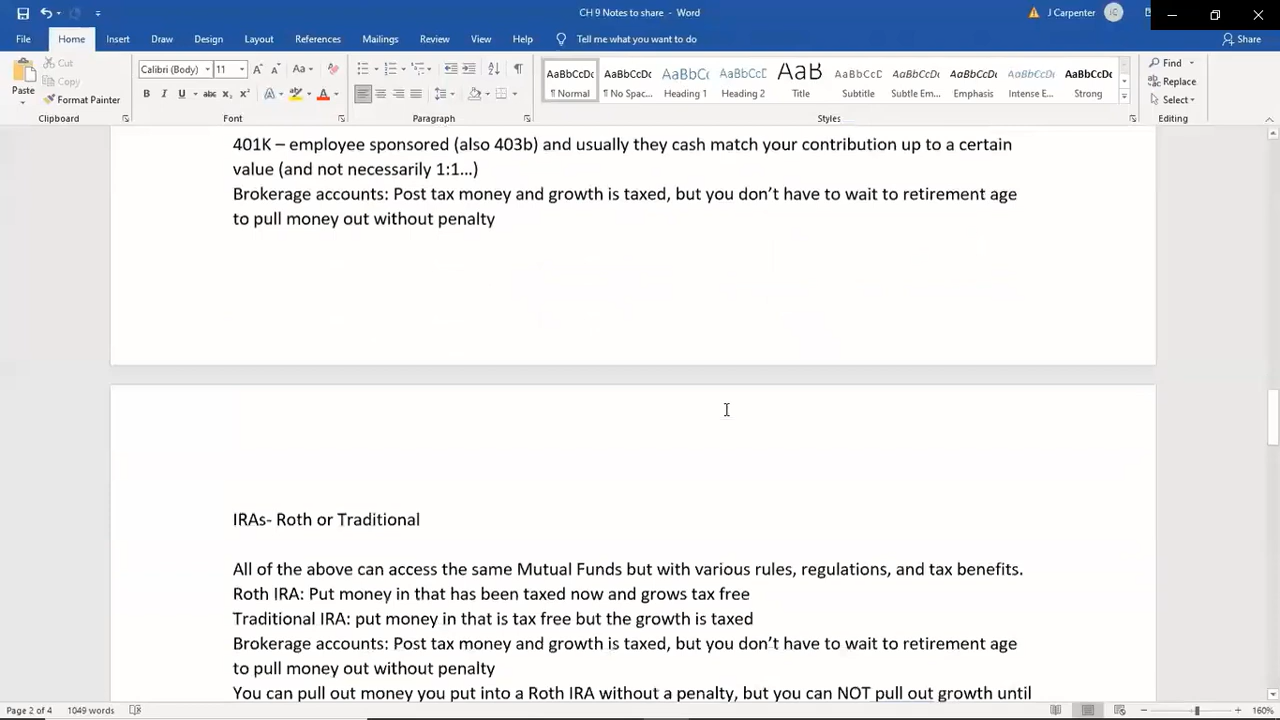 CH 9 Notes to share - Word
J Carpenter JC
File Home Insert Draw Design Layout References Mailings Review View Help Tell me what you want to do Share
Paste Cut Copy Format Painter
Calibri (Body) 11
AaBbCcDc AaBbCcDc AaBbCc AaBbCcD AaB AaBbCcD AaBbCcDc AaBbCcDc AaBbCcDc AaBbCcDc
¶ Normal ¶ No Spac... Heading 1 Heading 2 Title Subtitle Subtle Em... Emphasis Intense E... Strong
Find Replace Select
Clipboard Font Paragraph Styles Editing
401K – employee sponsored (also 403b) and usually they cash match your contribution up to a certain
value (and not necessarily 1:1…)
Brokerage accounts: Post tax money and growth is taxed, but you don’t have to wait to retirement age
to pull money out without penalty
IRAs- Roth or Traditional
All of the above can access the same Mutual Funds but with various rules, regulations, and tax benefits.
Roth IRA: Put money in that has been taxed now and grows tax free
Traditional IRA: put money in that is tax free but the growth is taxed
Brokerage accounts: Post tax money and growth is taxed, but you don’t have to wait to retirement age
to pull money out without penalty
You can pull out money you put into a Roth IRA without a penalty, but you can NOT pull out growth until
Page 2 of 4 1049 words 160%